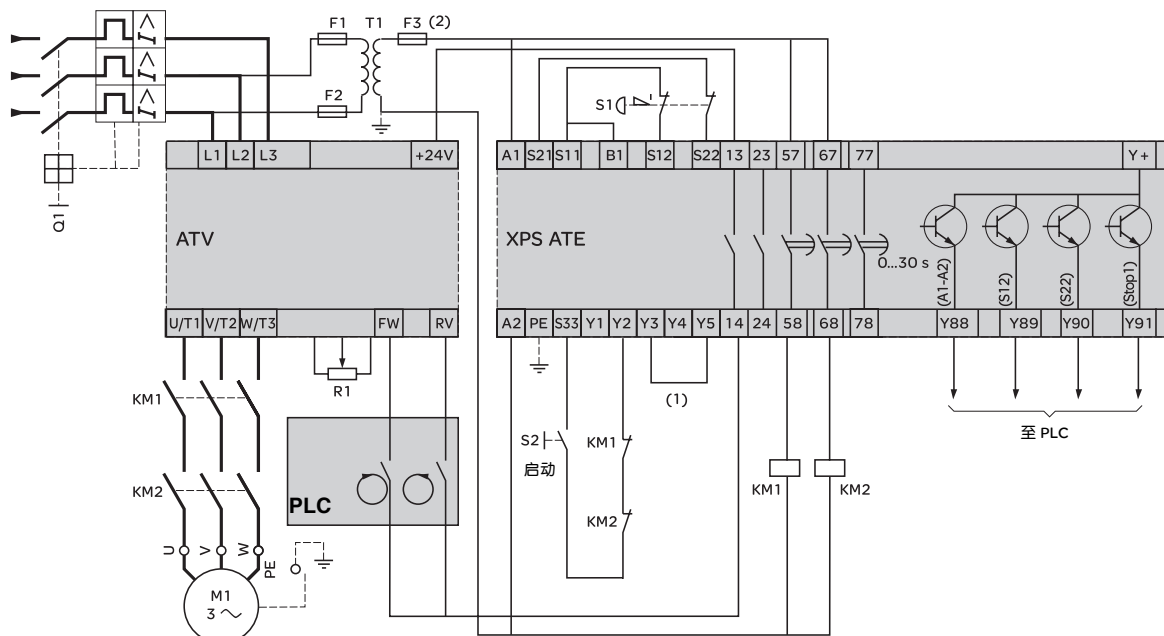 F1 T1 F3 (2)
F2
S1
L1 L2 L3 +24V
A1 S21 S11 B1 S12 S22 13 23 57 67 77 Y+
Q1
ATV
XPS ATE
0...30 s
(A1-A2) (S12) (S22) (Stop1)
U/T1 V/T2 W/T3 FW RV
A2 PE S33 Y1 Y2 Y3 Y4 Y5 14 24 58 68 78 Y88 Y89 Y90 Y91
R1
(1)
KM1
至 PLC
S2 KM1
启动
KM1 KM2
KM2
PLC
KM2
U V W PE
M1
3